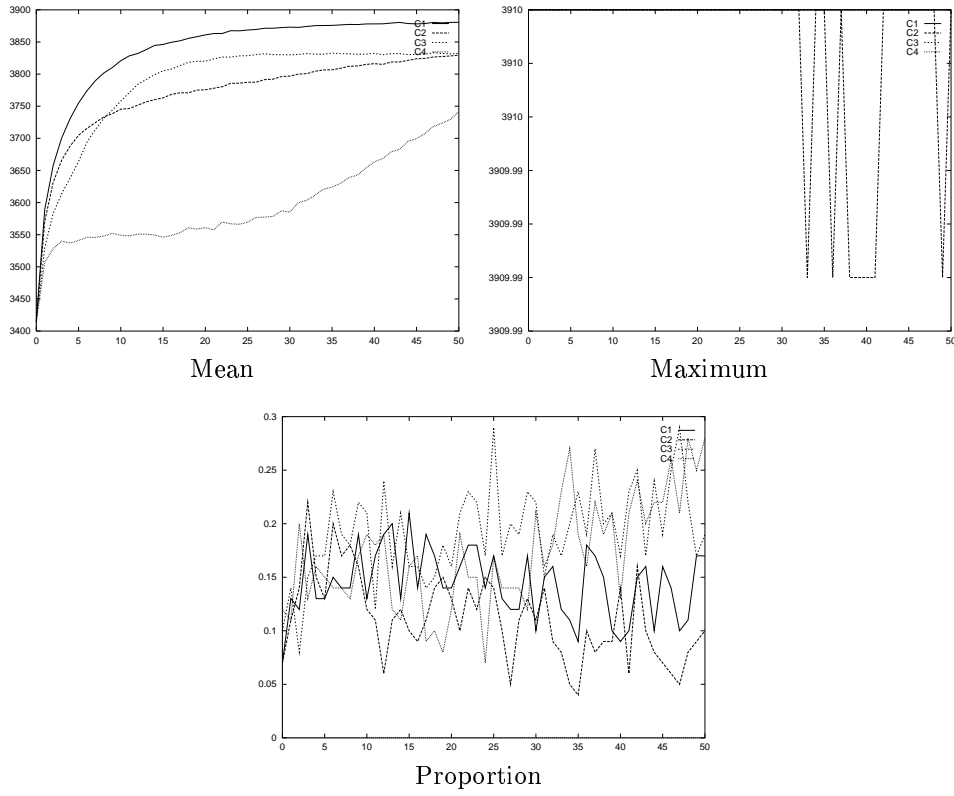 3900
3850
3800
3750
3700
3650
3600
3550
3500
3450
3400
0 5 10 15 20 25 30 35 40 45 50
C1
C2
C3
C4
Mean
3910
3910
3910
3909.99
3909.99
3909.99
3909.99
0 5 10 15 20 25 30 35 40 45 50
C1
C2
C3
C4
Maximum
0.3
0.25
0.2
0.15
0.1
0.05
0
0 5 10 15 20 25 30 35 40 45 50
C1
C2
C3
C4
Proportion